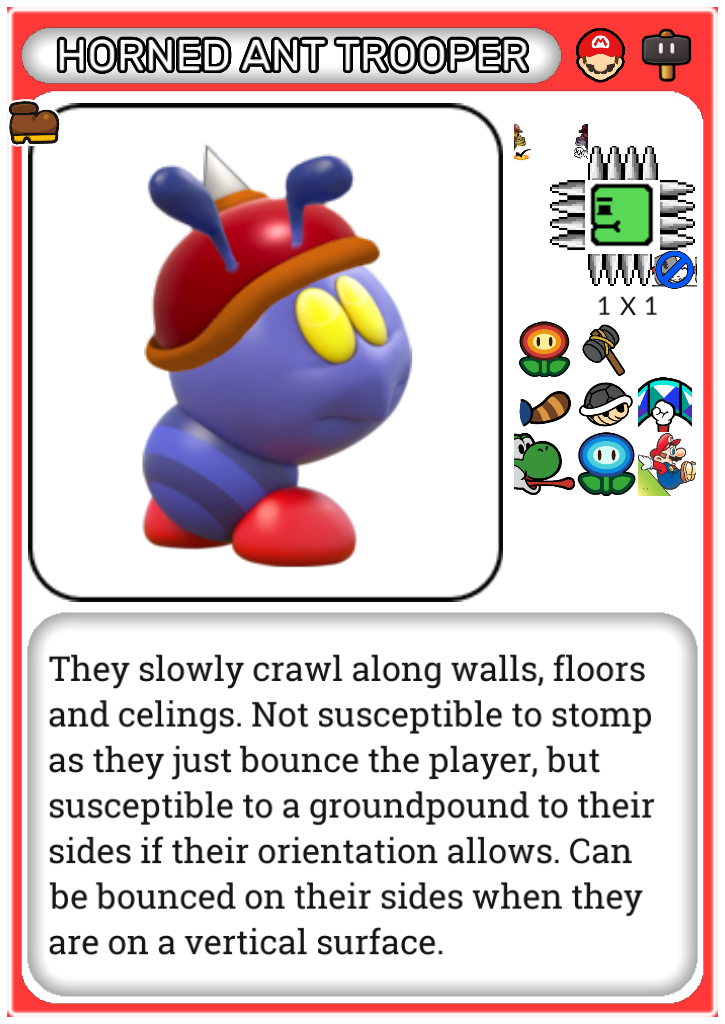 HORNED ANT TROOPER
1 X 1
They slowly crawl along walls, floors
and celings. Not susceptible to stomp
as they just bounce the player, but
susceptible to a groundpound to their
sides if their orientation allows. Can
be bounced on their sides when they
are on a vertical surface.